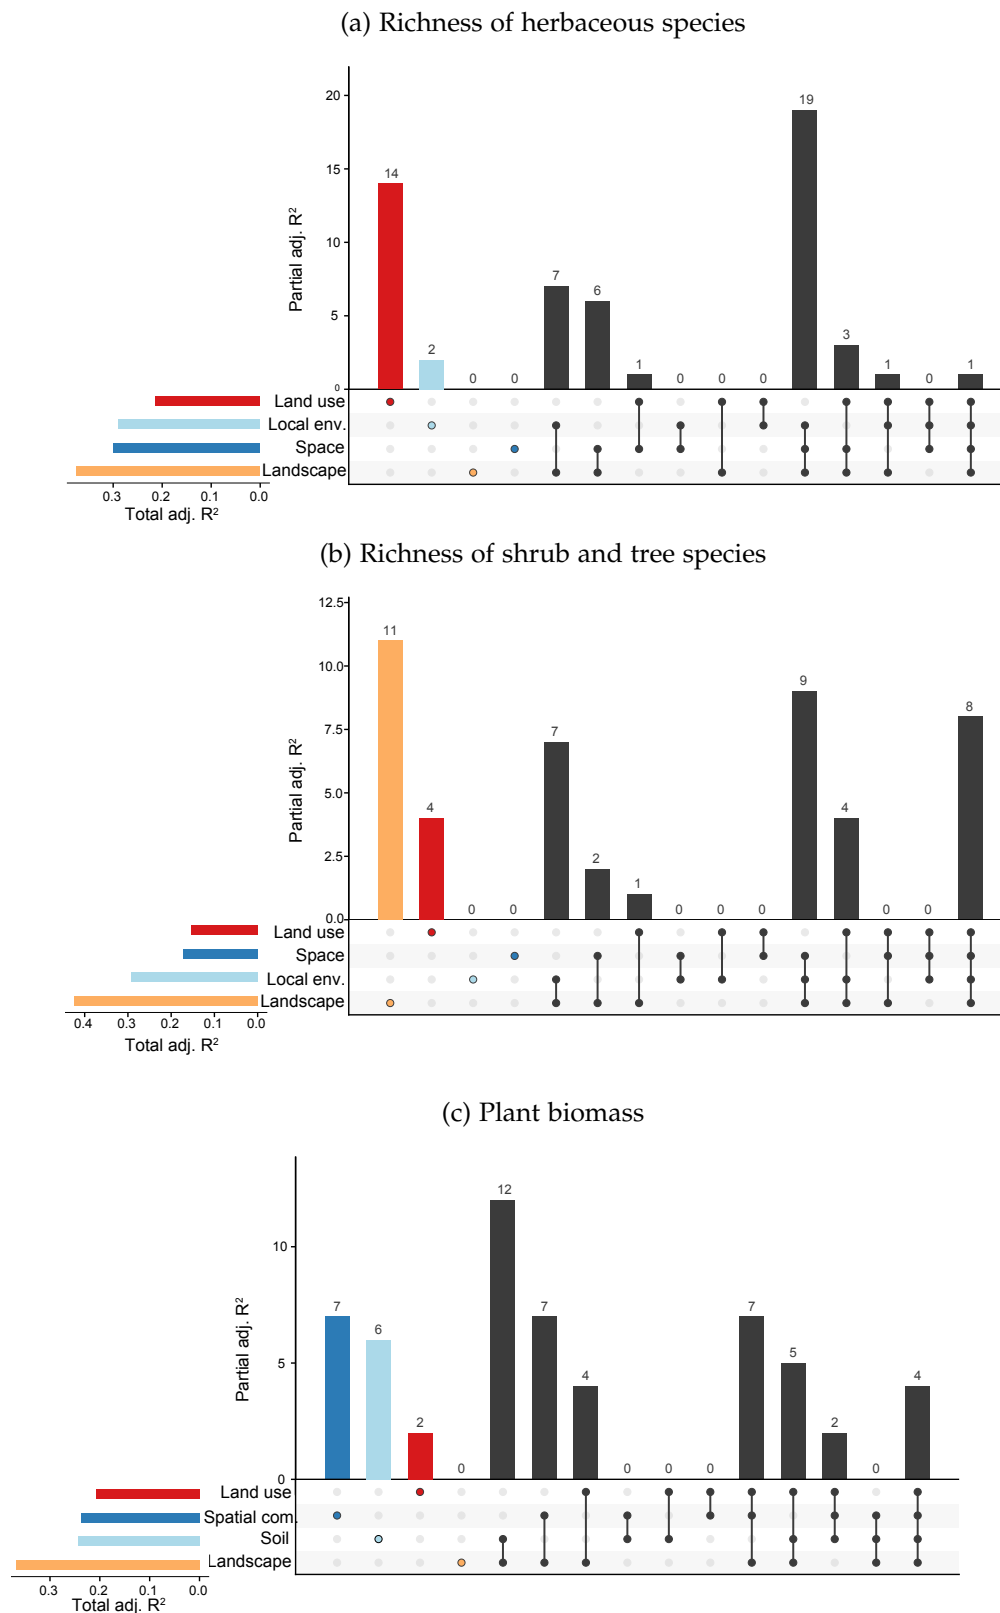 (a) Richness of herbaceous species
20
19
15
14
Partial adj. R²
10
7
6
5
3
2
1
1
1
0 0
0 0 0
0
0
Land use
Local env.
Space
Landscape
0.3 0.2 0.1 0.0
Total adj. R²
(b) Richness of shrub and tree species
12.5
11
10.0
9
8
7.5
7
Partial adj. R²
5.0
4
4
2.5
2
1
0 0
0 0 0
0 0
0.0
Land use
Space
Local env.
Landscape
0.4 0.3 0.2 0.1 0.0
Total adj. R²
(c) Plant biomass
12
10
Partial adj. R²
7
7
7
6
5
5
4
4
2
2
0
0 0 0
0
0
Land use
Spatial com.
Soil
Landscape
0.3 0.2 0.1 0.0
Total adj. R²